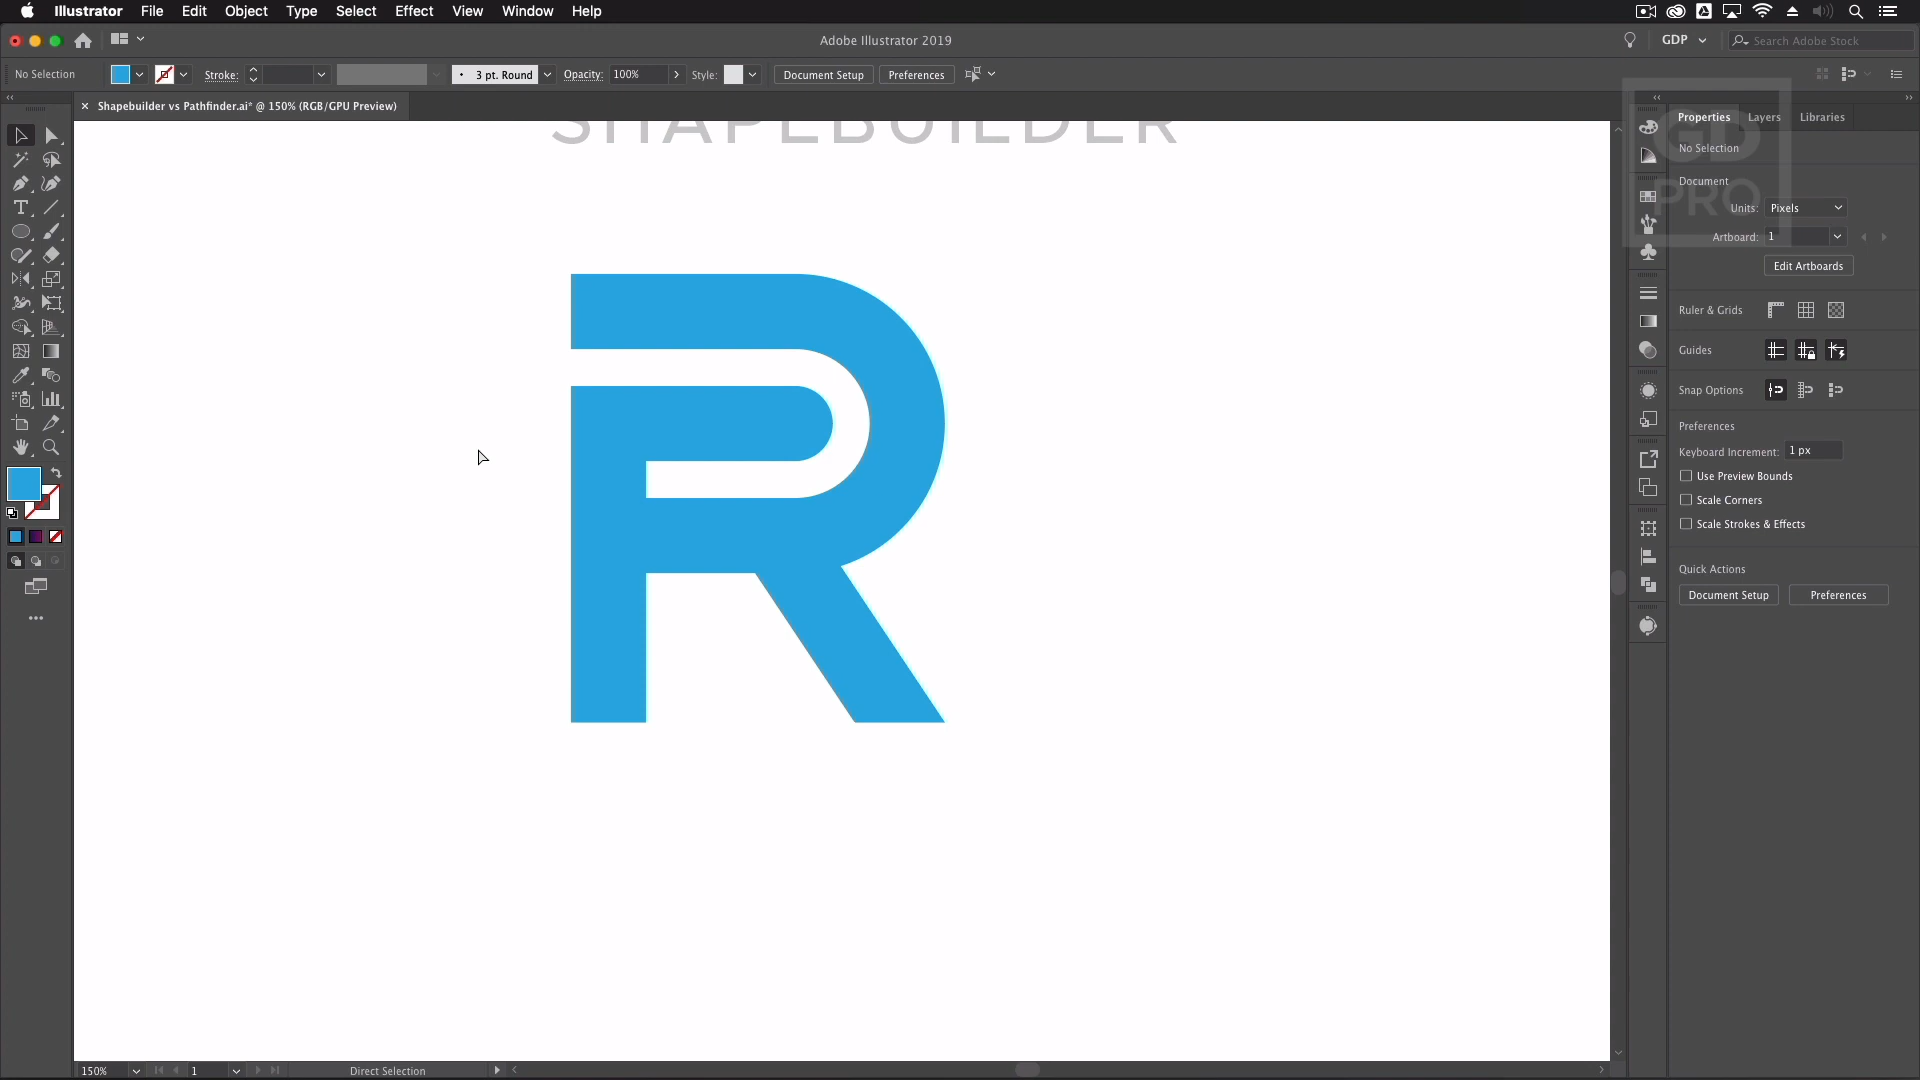 Illustrator File Edit Object Type Select Effect View Window Help
Adobe Illustrator 2019
GDP
Search Adobe Stock
No Selection
Stroke:
3 pt. Round
Opacity: 100%
Style:
Document Setup
Preferences
× Shapebuilder vs Pathfinder.ai* @ 150% (RGB/GPU Preview)
SHAPEBUILDER
R
GD
PRO
Properties Layers Libraries
No Selection
Document
Units: Pixels
Artboard: 1
Edit Artboards
Ruler & Grids
Guides
Snap Options
Preferences
Keyboard Increment: 1 px
Use Preview Bounds
Scale Corners
Scale Strokes & Effects
Quick Actions
Document Setup Preferences
150% 1 Direct Selection